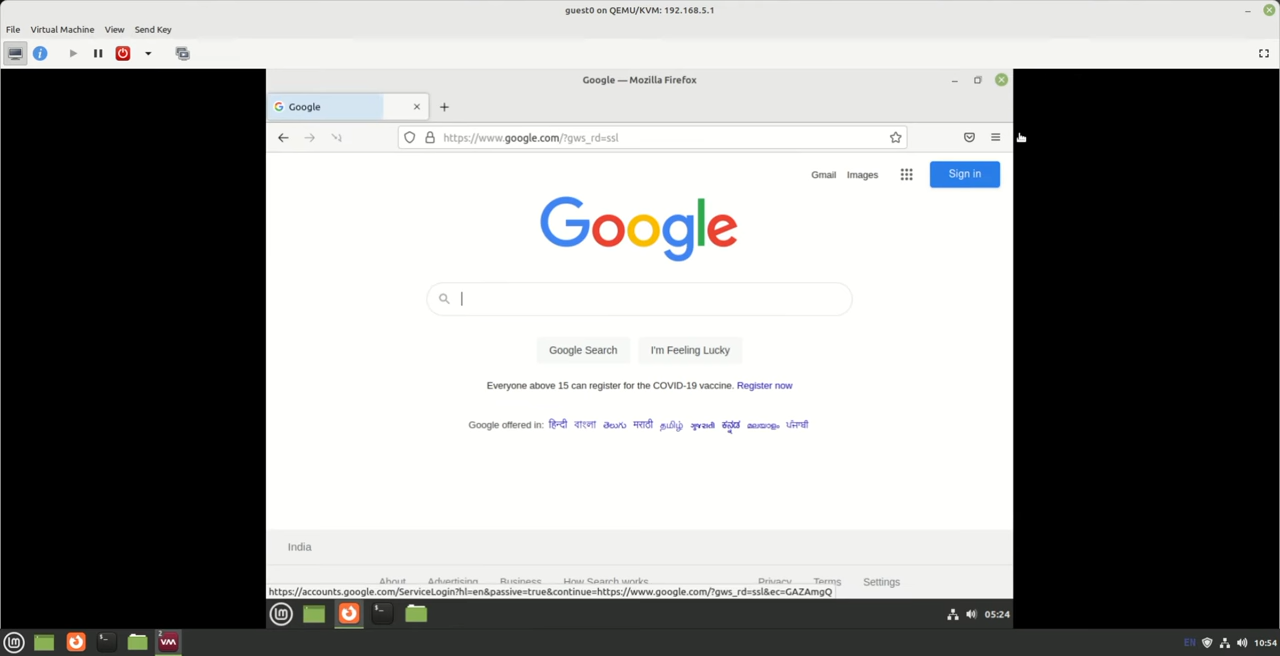 guest0 on QEMU/KVM: 192.168.5.1
File Virtual Machine View Send Key
Google — Mozilla Firefox
Google
https://www.google.com/?gws_rd=ssl
Gmail Images Sign in
Google
Google Search I'm Feeling Lucky
Everyone above 15 can register for the COVID-19 vaccine. Register now
Google offered in: हिन्दी বাংলা తెలుగు मराठी தமிழ் ગુજરાતી ಕನ್ನಡ മലയാളം ਪੰਜਾਬੀ
India
About Advertising Business How Search works Privacy Terms Settings
https://accounts.google.com/ServiceLogin?hl=en&passive=true&continue=https://www.google.com/?gws_rd=ssl&ec=GAZAmgQ
05:24
2
VM
EN 10:54